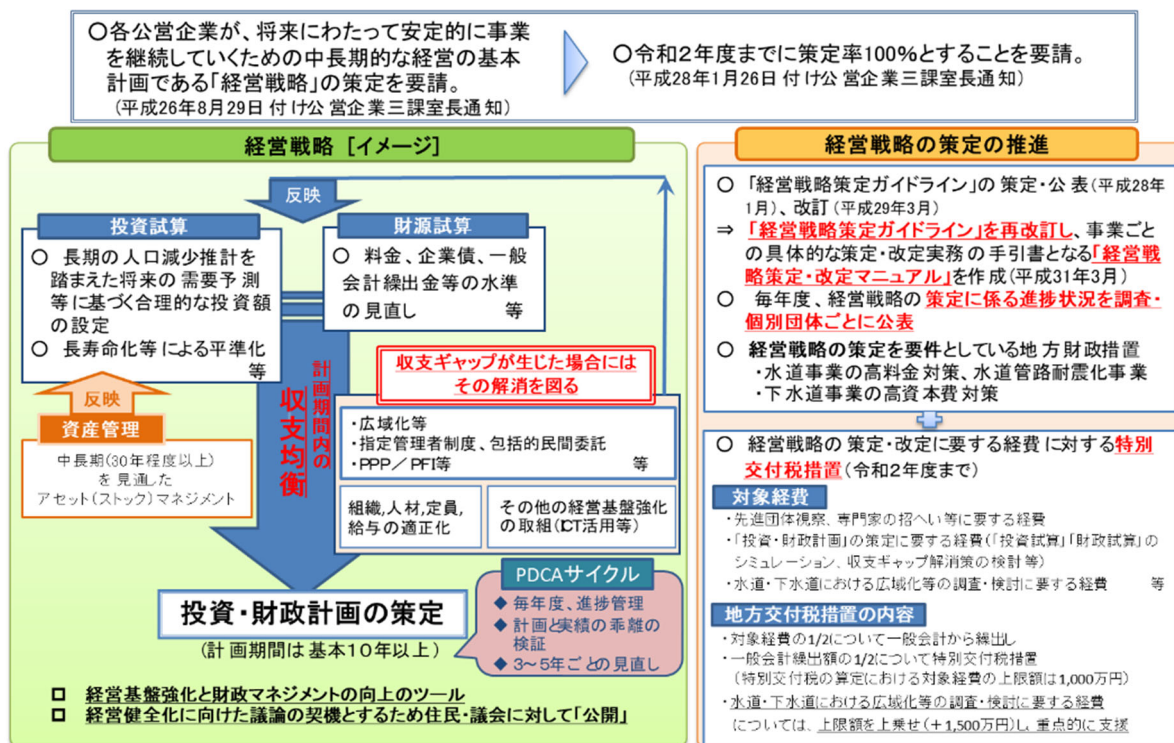 ○各公営企業が、将来にわたって安定的に事業
を継続していくための中長期的な経営の基本
計画である「経営戦略」の策定を要請。
(平成26年8月29日付け公営企業三課室長通知)
○令和2年度までに策定率100%とすることを要請。
(平成28年1月26日付け公営企業三課室長通知)
経営戦略 [イメージ]
反映
投資試算
○ 長期の人口減少推計を
踏まえた将来の需要予測
等に基づく合理的な投資額
の設定
○ 長寿命化等による平準化
等
財源試算
○ 料金、企業債、一般
会計繰出金等の水準
の見直し 等
反映
資産管理
中長期(30年程度以上)
を見通した
アセット(ストック)マネジメント
計画期間内の
収支均衡
収支ギャップが生じた場合には
その解消を図る
・広域化等
・指定管理者制度、包括的民間委託
・PPP/PFI等 等
組織,人材,定員,
給与の適正化
その他の経営基盤強化
の取組(ICT活用等)
投資・財政計画の策定
(計画期間は基本10年以上)
PDCAサイクル
◆ 毎年度、進捗管理
◆ 計画と実績の乖離の
検証
◆ 3~5年ごとの見直し
□ 経営基盤強化と財政マネジメントの向上のツール
□ 経営健全化に向けた議論の契機とするため住民・議会に対して「公開」
経営戦略の策定の推進
○ 「経営戦略策定ガイドライン」の策定・公表(平成28年
1月)、改訂(平成29年3月)
⇒ 「経営戦略策定ガイドライン」を再改訂し、事業ごと
の具体的な策定・改定実務の手引書となる「経営戦
略策定・改定マニュアル」を作成(平成31年3月)
○ 毎年度、経営戦略の策定に係る進捗状況を調査・
個別団体ごとに公表
○ 経営戦略の策定を要件としている地方財政措置
・水道事業の高料金対策、水道管路耐震化事業
・下水道事業の高資本費対策
○ 経営戦略の策定・改定に要する経費に対する特別
交付税措置(令和2年度まで)
対象経費
・先進団体視察、専門家の招へい等に要する経費
・「投資・財政計画」の策定に要する経費(「投資試算」「財政試算」の
シミュレーション、収支ギャップ解消策の検討等)
・水道・下水道における広域化等の調査・検討に要する経費 等
地方交付税措置の内容
・対象経費の1/2について一般会計から繰出し
・一般会計繰出額の1/2について特別交付税措置
(特別交付税の算定における対象経費の上限額は1,000万円)
・水道・下水道における広域化等の調査・検討に要する経費
については、上限額を上乗せ(+1,500万円)し、重点的に支援